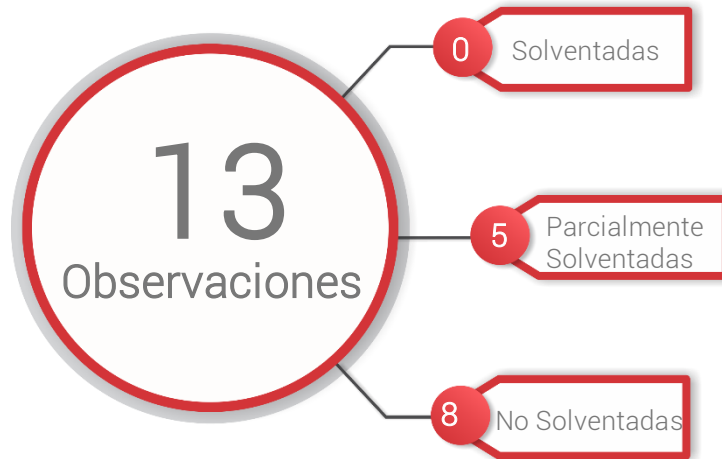 13
Observaciones
0
Solventadas
5
Parcialmente
Solventadas
8
No Solventadas